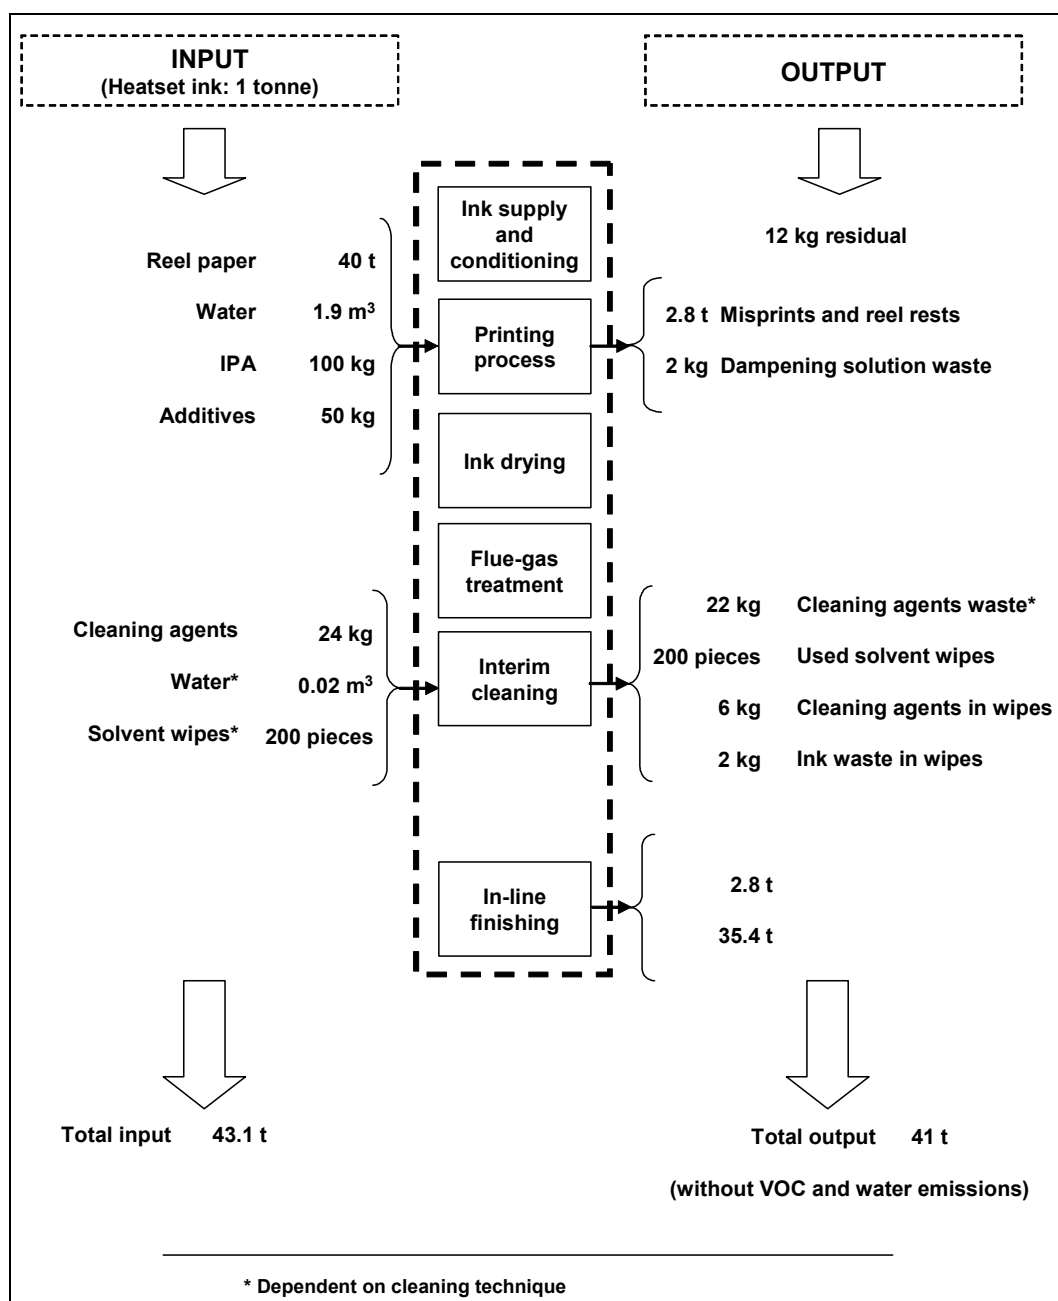 INPUT
(Heatset ink: 1 tonne)
OUTPUT
Ink supply
and
conditioning
12 kg residual
Reel paper 40 t
Water 1.9 m³
IPA 100 kg
Additives 50 kg
Printing
process
2.8 t Misprints and reel rests
2 kg Dampening solution waste
Ink drying
Flue-gas
treatment
Cleaning agents 24 kg
Water* 0.02 m³
Solvent wipes* 200 pieces
Interim
cleaning
22 kg Cleaning agents waste*
200 pieces Used solvent wipes
6 kg Cleaning agents in wipes
2 kg Ink waste in wipes
In-line
finishing
2.8 t
35.4 t
Total input 43.1 t
Total output 41 t
(without VOC and water emissions)
* Dependent on cleaning technique